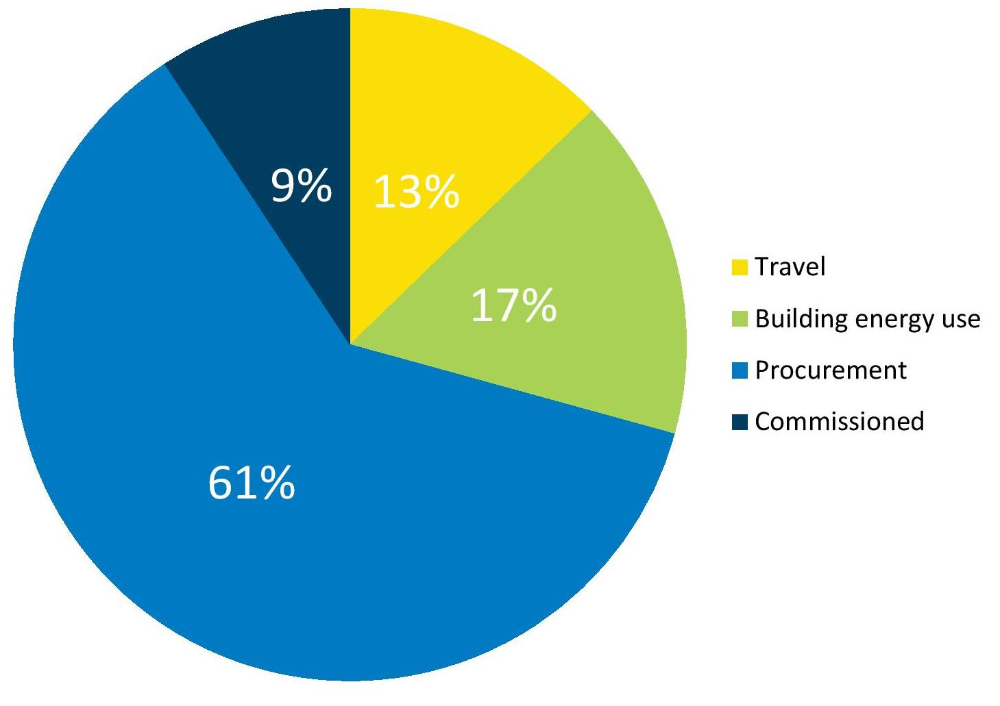 9%
13%
17%
61%
Travel
Building energy use
Procurement
Commissioned